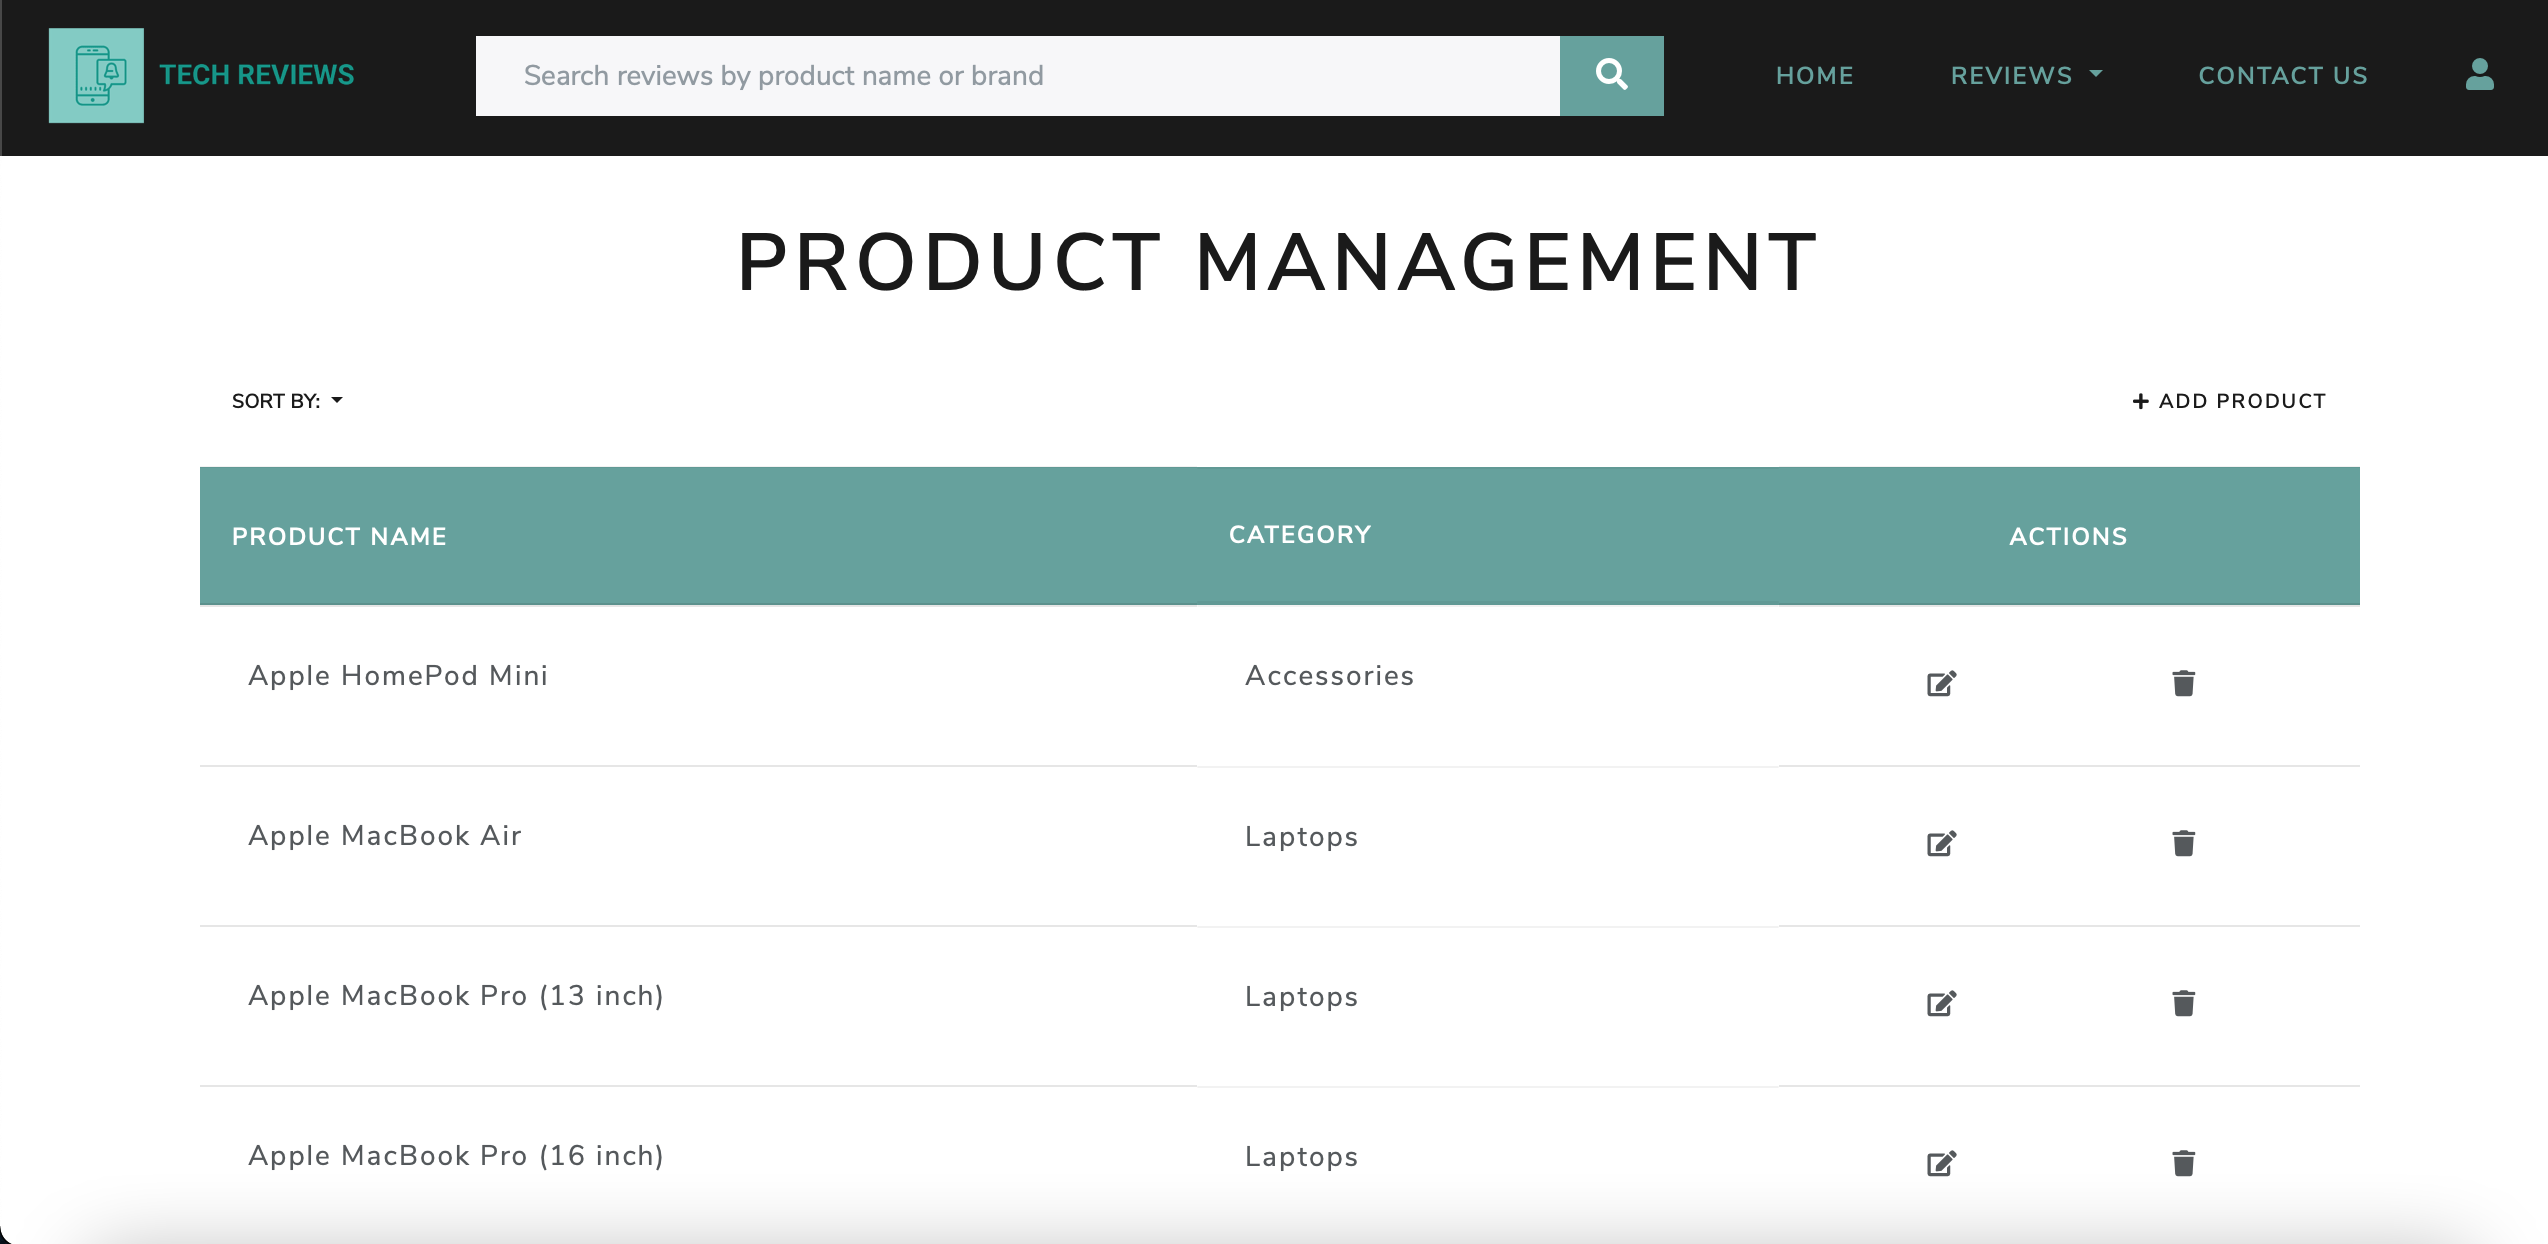 TECH REVIEWS
Search reviews by product name or brand
HOME
REVIEWS
CONTACT US
PRODUCT MANAGEMENT
SORT BY:
+ ADD PRODUCT
PRODUCT NAME CATEGORY ACTIONS
Apple HomePod Mini Accessories
Apple MacBook Air Laptops
Apple MacBook Pro (13 inch) Laptops
Apple MacBook Pro (16 inch) Laptops